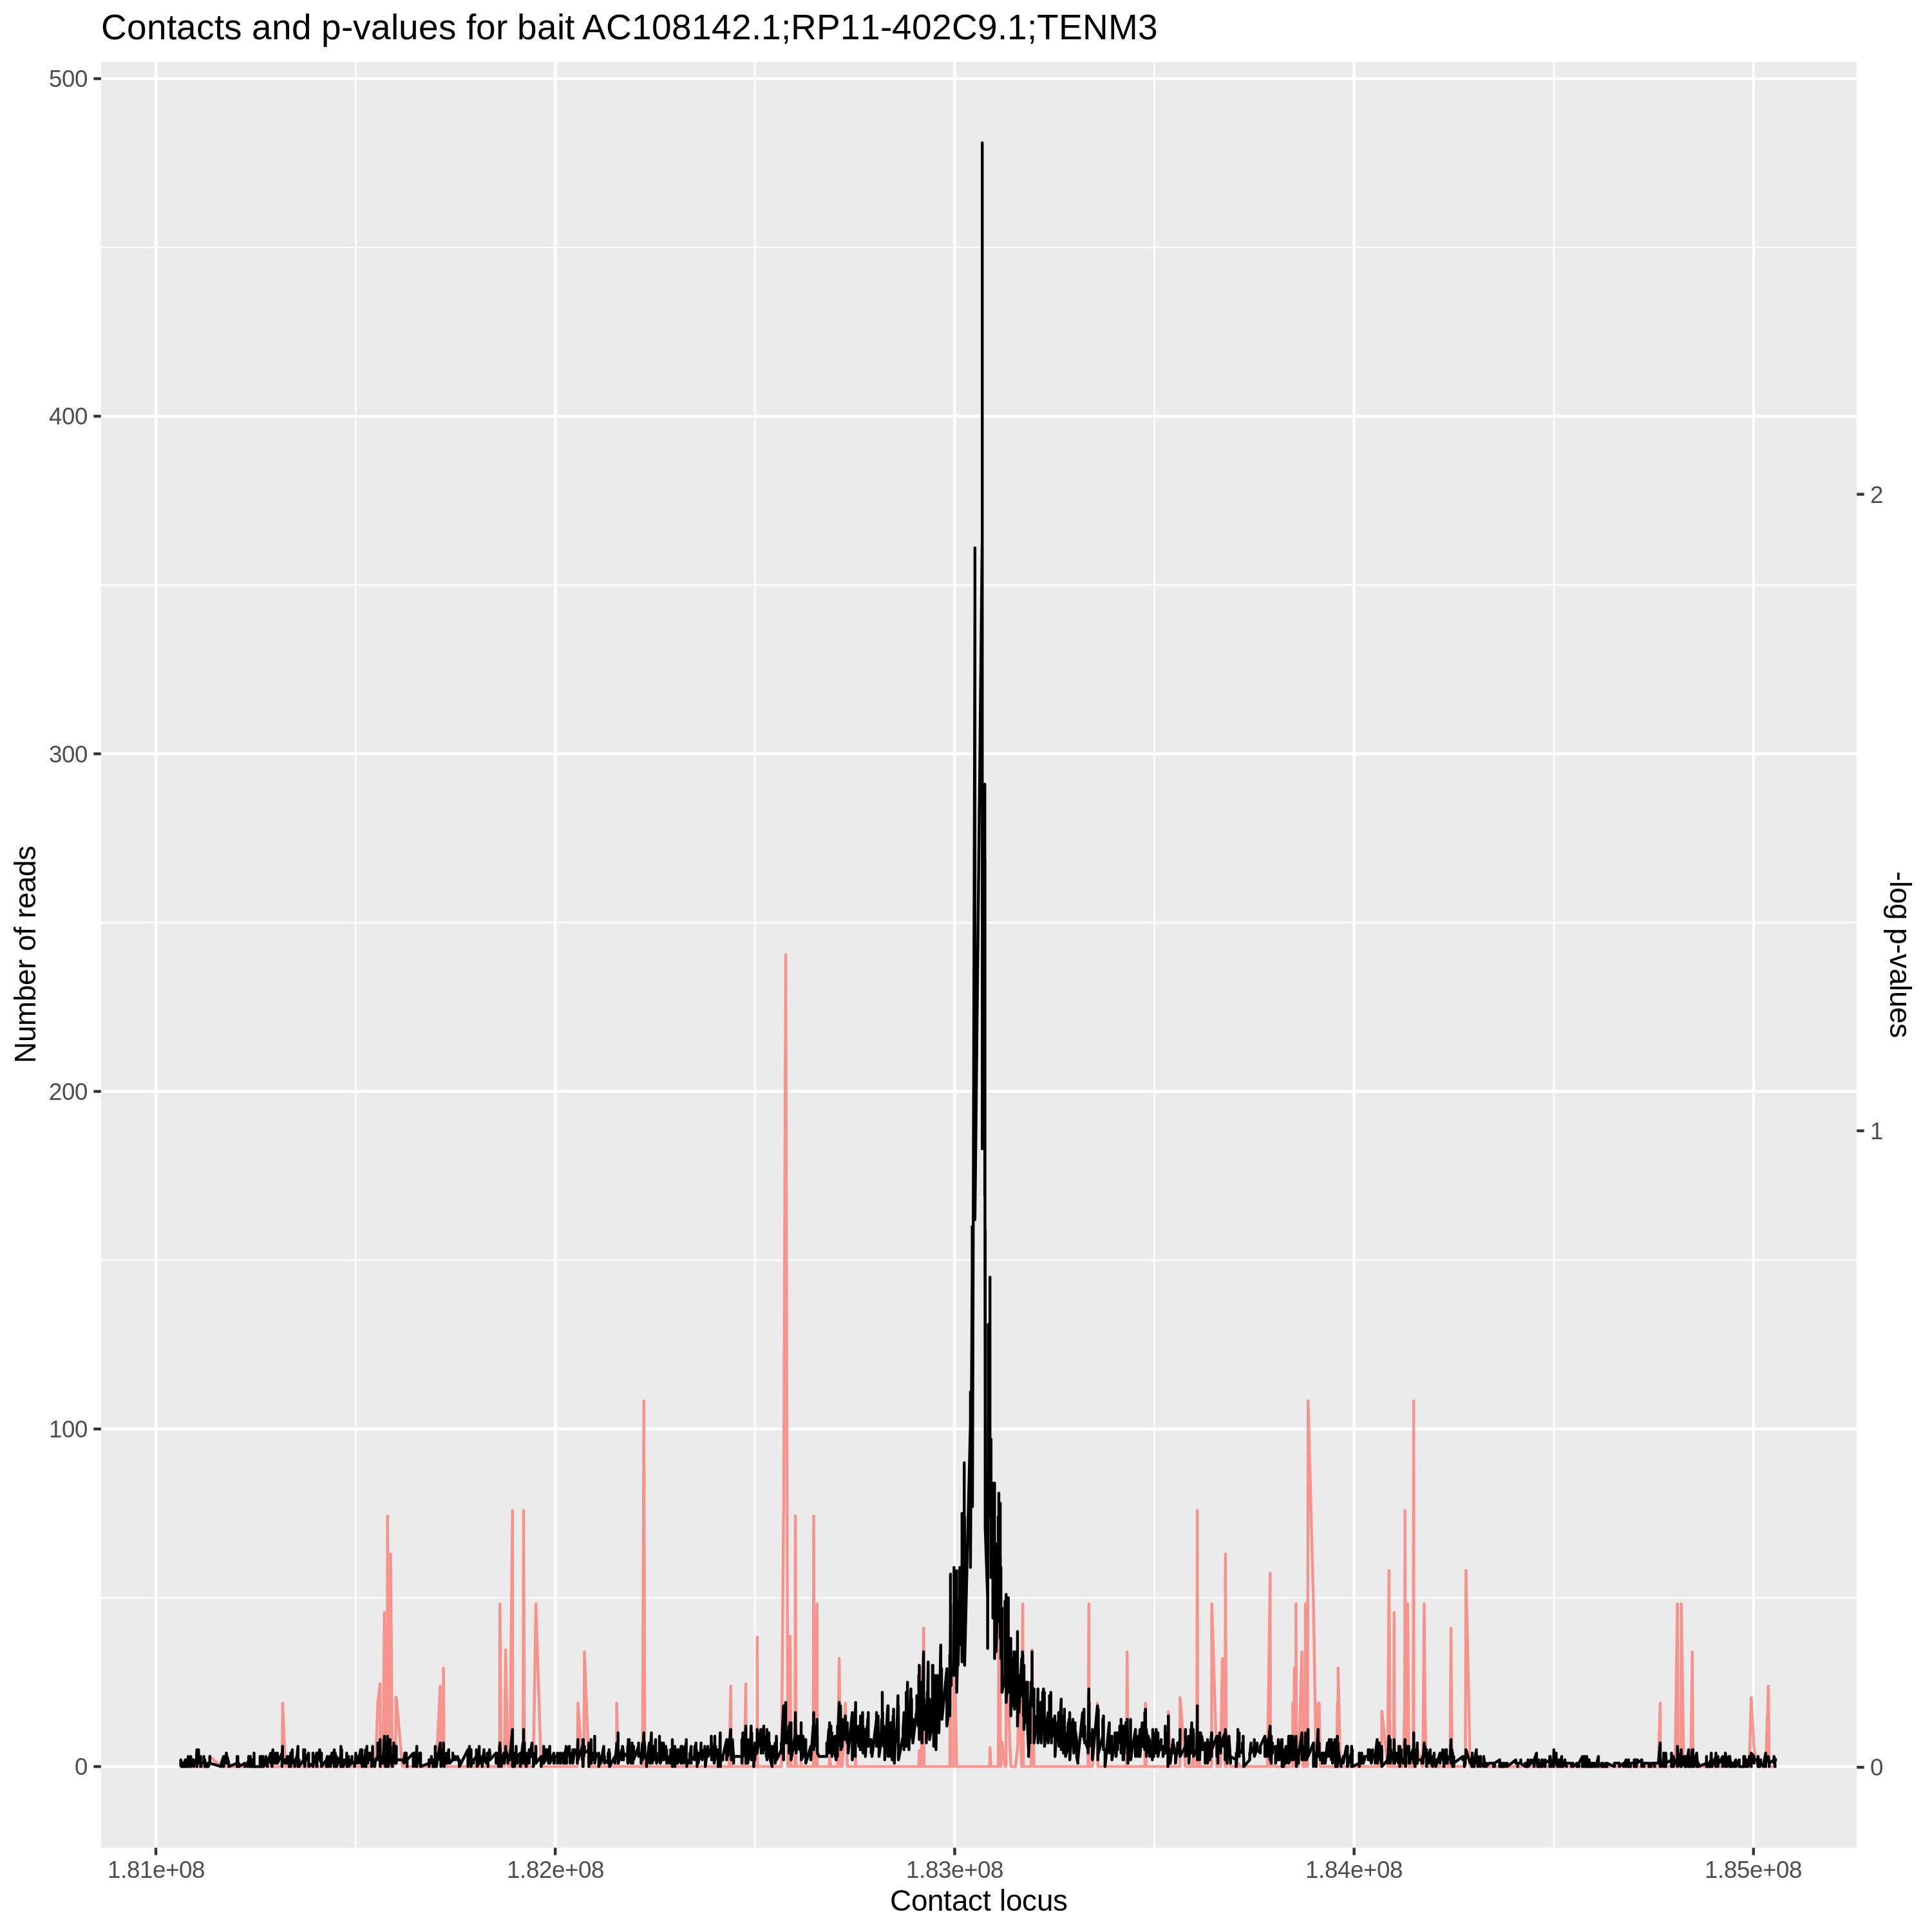 Contacts and p-values for bait AC108142.1;RP11-402C9.1;TENM3
500
400
300
200
100
0
Number of reads
2
1
0
-log p-values
1.81e+08 1.82e+08 1.83e+08 1.84e+08 1.85e+08
Contact locus